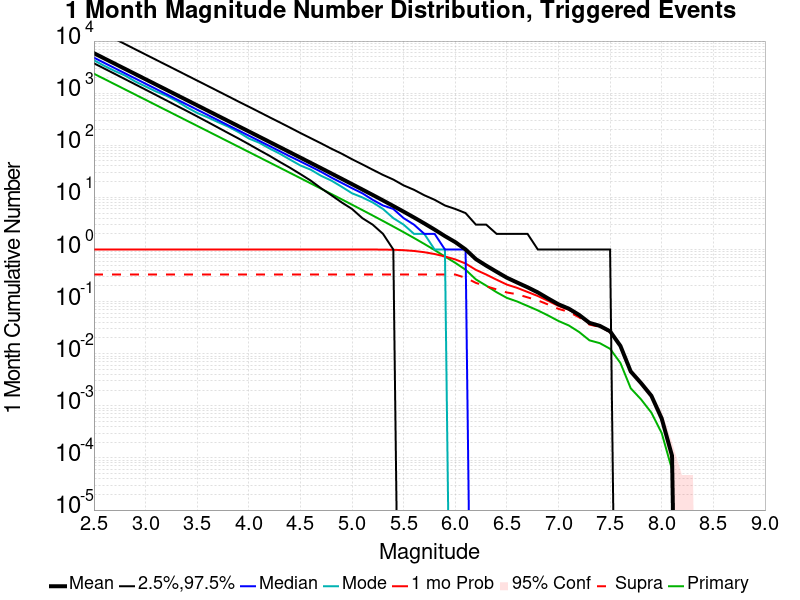 1 Month Magnitude Number Distribution, Triggered Events
1 Month Cumulative Number
10^4
10^3
10^2
10^1
10^0
10^-1
10^-2
10^-3
10^-4
10^-5
2.5 3.0 3.5 4.0 4.5 5.0 5.5 6.0 6.5 7.0 7.5 8.0 8.5 9.0
Magnitude
Mean 2.5%,97.5% Median Mode 1 mo Prob 95% Conf Supra Primary